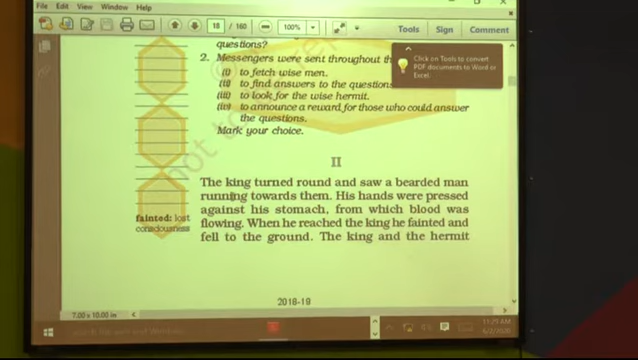 File Edit View Window Help
18 / 160 100% Tools Sign Comment
Click on Tools to convert
PDF documents to Word or
Excel.
questions?
2. Messengers were sent throughout
(i) to fetch wise men.
(ii) to find answers to the question
(iii) to look for the wise hermit.
(iv) to announce a reward for those who could answer
the questions.
Mark your choice.
II
The king turned round and saw a bearded man
running towards them. His hands were pressed
against his stomach, from which blood was
flowing. When he reached the king he fainted and
fell to the ground. The king and the hermit
fainted: lost
consciousness
2018-19
7.00 x 10.00 in